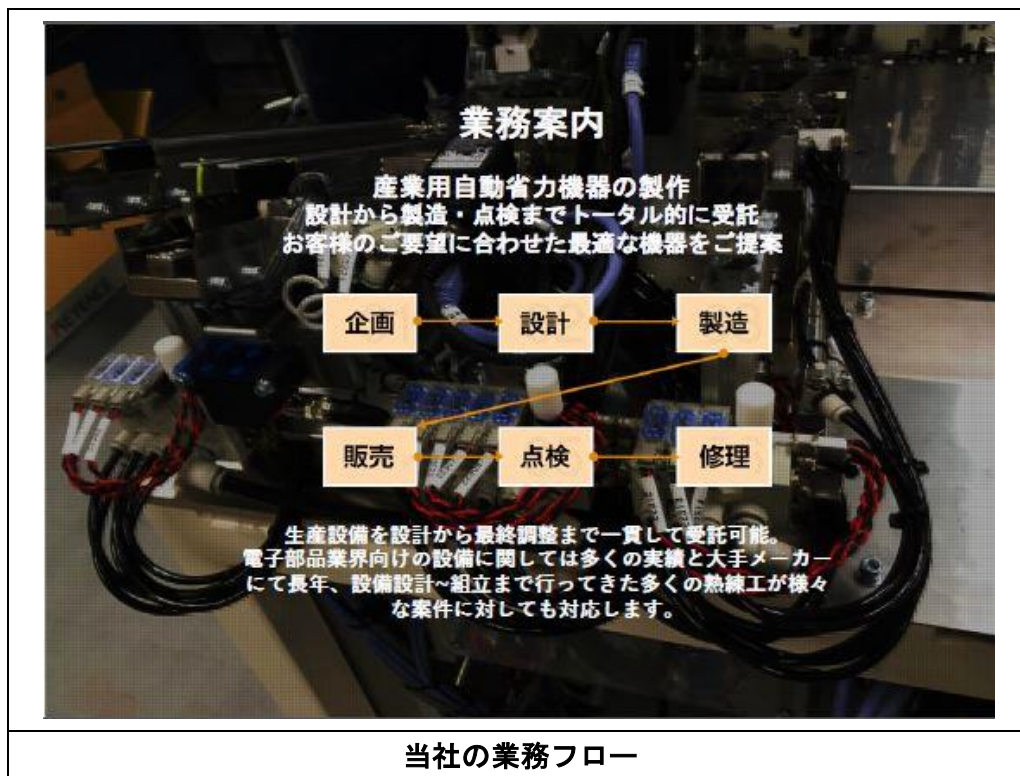 業務案内
産業用自動省力機器の製作
設計から製造・点検までトータル的に受託
お客様のご要望に合わせた最適な機器をご提案
企画
設計
製造
販売
点検
修理
生産設備を設計から最終調整まで一貫して受託可能。
電子部品業界向けの設備に関しては多くの実績と大手メーカー
にて長年、設備設計~組立まで行ってきた多くの熟練工が様々
な案件に対しても対応します。
KEYENCE
当社の業務フロー